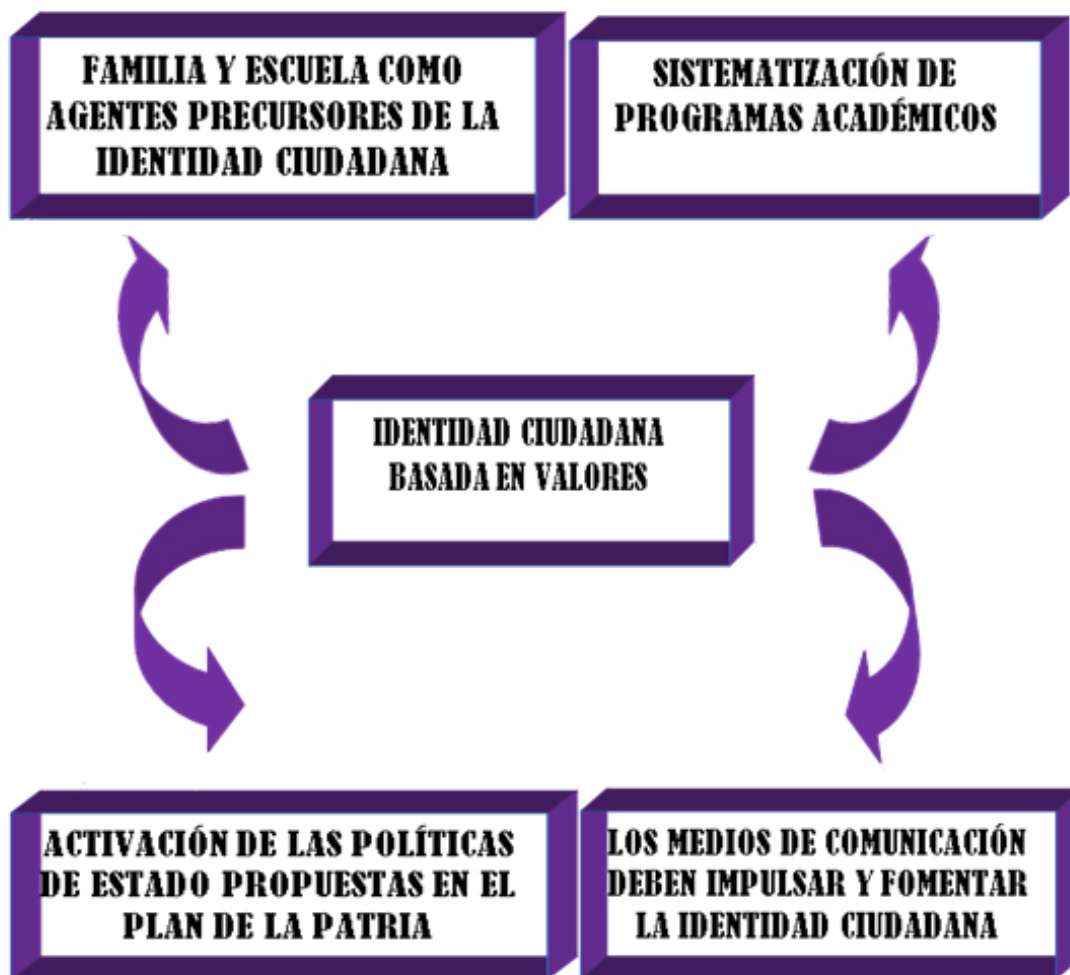 FAMILIA Y ESCUELA COMO
AGENTES PRECURSORES DE LA
IDENTIDAD CIUDADANA
SISTEMATIZACIÓN DE
PROGRAMAS ACADÉMICOS
IDENTIDAD CIUDADANA
BASADA EN VALORES
ACTIVACIÓN DE LAS POLÍTICAS
DE ESTADO PROPUESTAS EN EL
PLAN DE LA PATRIA
LOS MEDIOS DE COMUNICACIÓN
DEBEN IMPULSAR Y FOMENTAR
LA IDENTIDAD CIUDADANA